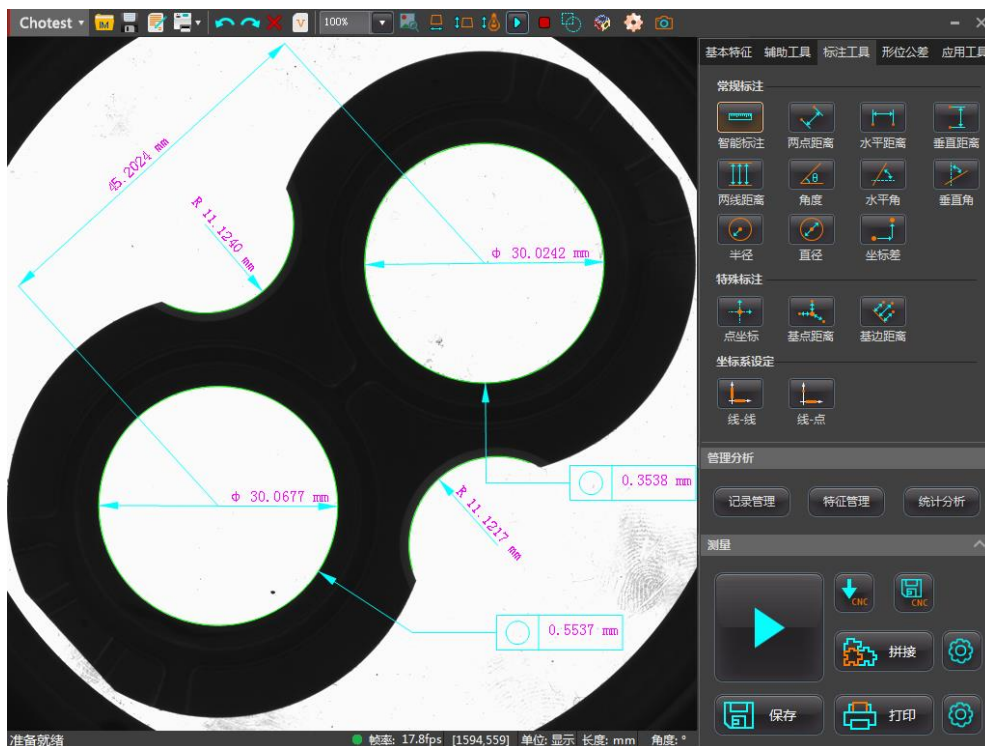 Chotest
100%
基本特征 辅助工具 标注工具 形位公差 应用工具
常规标注
智能标注 两点距离 水平距离 垂直距离
两线距离 角度 水平角 垂直角
半径 直径 坐标差
特殊标注
点坐标 基点距离 基边距离
坐标系设定
线-线 线-点
管理分析
记录管理 特征管理 统计分析
测量
CNC CNC
拼接
保存 打印
45.2024 mm
R 11.1240 mm
Φ 30.0242 mm
0.3538 mm
Φ 30.0677 mm
R 11.1217 mm
0.5537 mm
准备就绪 帧率: 17.8fps [1594,559] 单位: 显示 长度: mm 角度: °